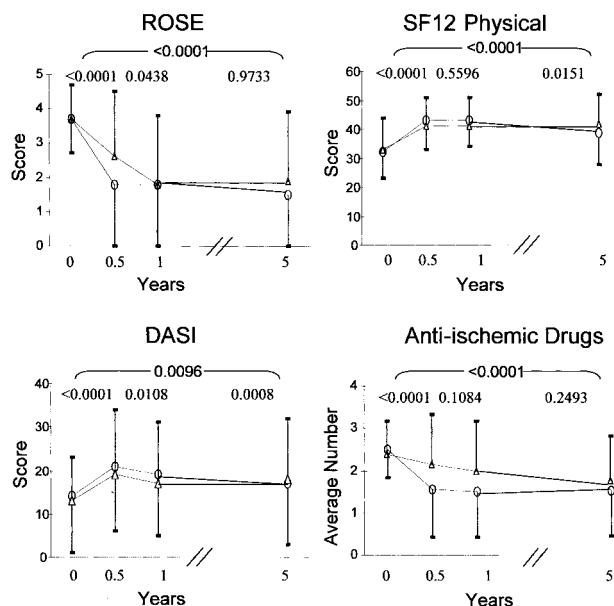 ROSE
<0.0001
<0.0001 0.0438 0.9733
5
4
3
2
1
0
Score
0 0.5 1 5
Years
SF12 Physical
<0.0001
<0.0001 0.5596 0.0151
60
50
40
30
20
10
0
Score
0 0.5 1 5
Years
DASI
0.0096
<0.0001 0.0108 0.0008
40
30
20
10
0
Score
0 0.5 1 5
Years
Anti-ischemic Drugs
<0.0001
<0.0001 0.1084 0.2493
4
3
2
1
0
Average Number
0 0.5 1 5
Years